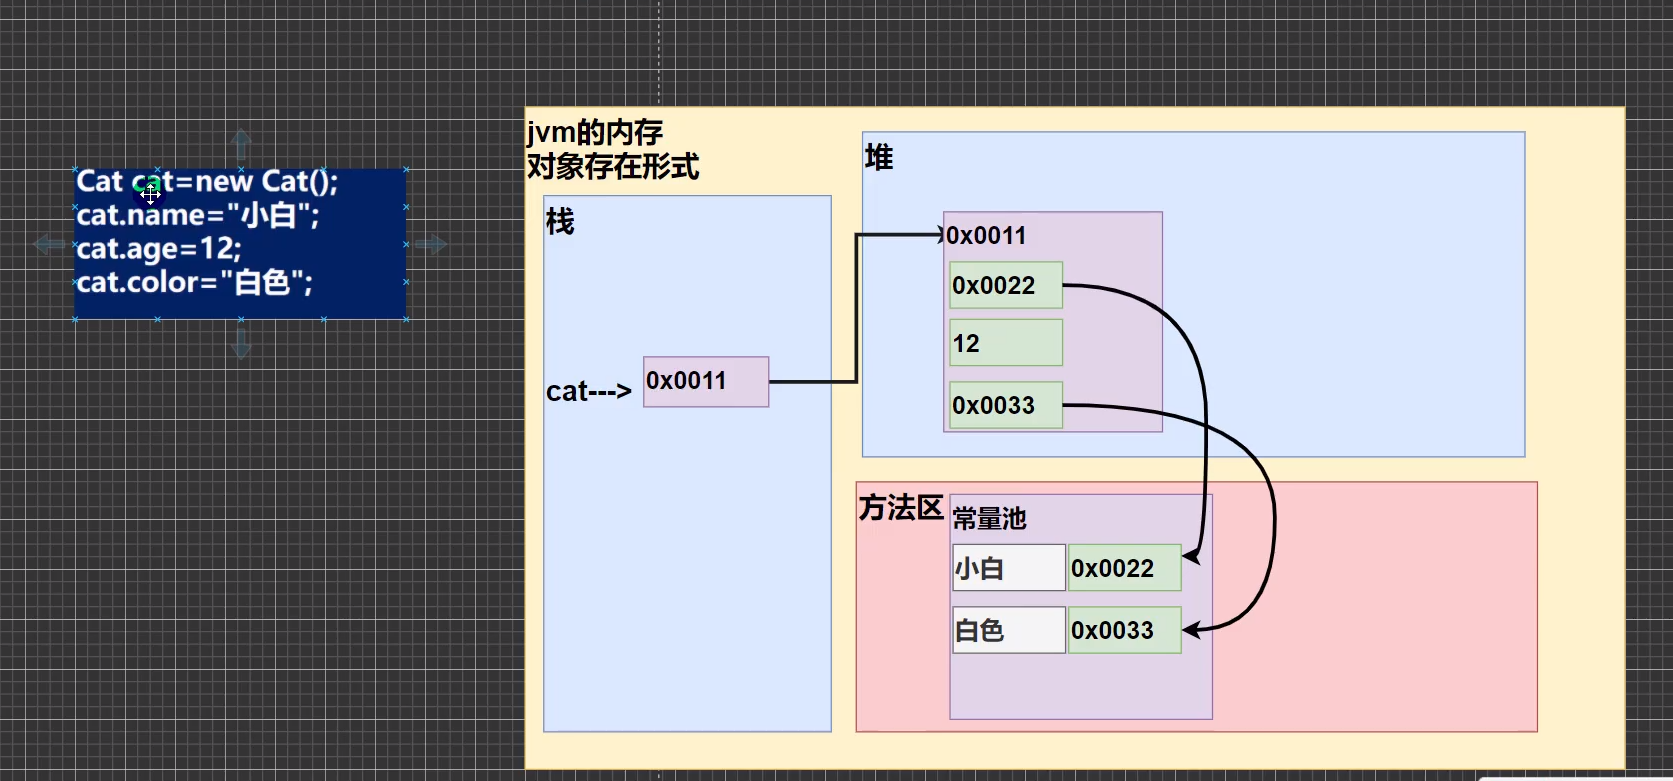 Cat cat=new Cat();
cat.name="小白";
cat.age=12;
cat.color="白色";
jvm的内存
对象存在形式
栈
cat--->
0x0011
堆
0x0011
0x0022
12
0x0033
方法区
常量池
小白 0x0022
白色 0x0033